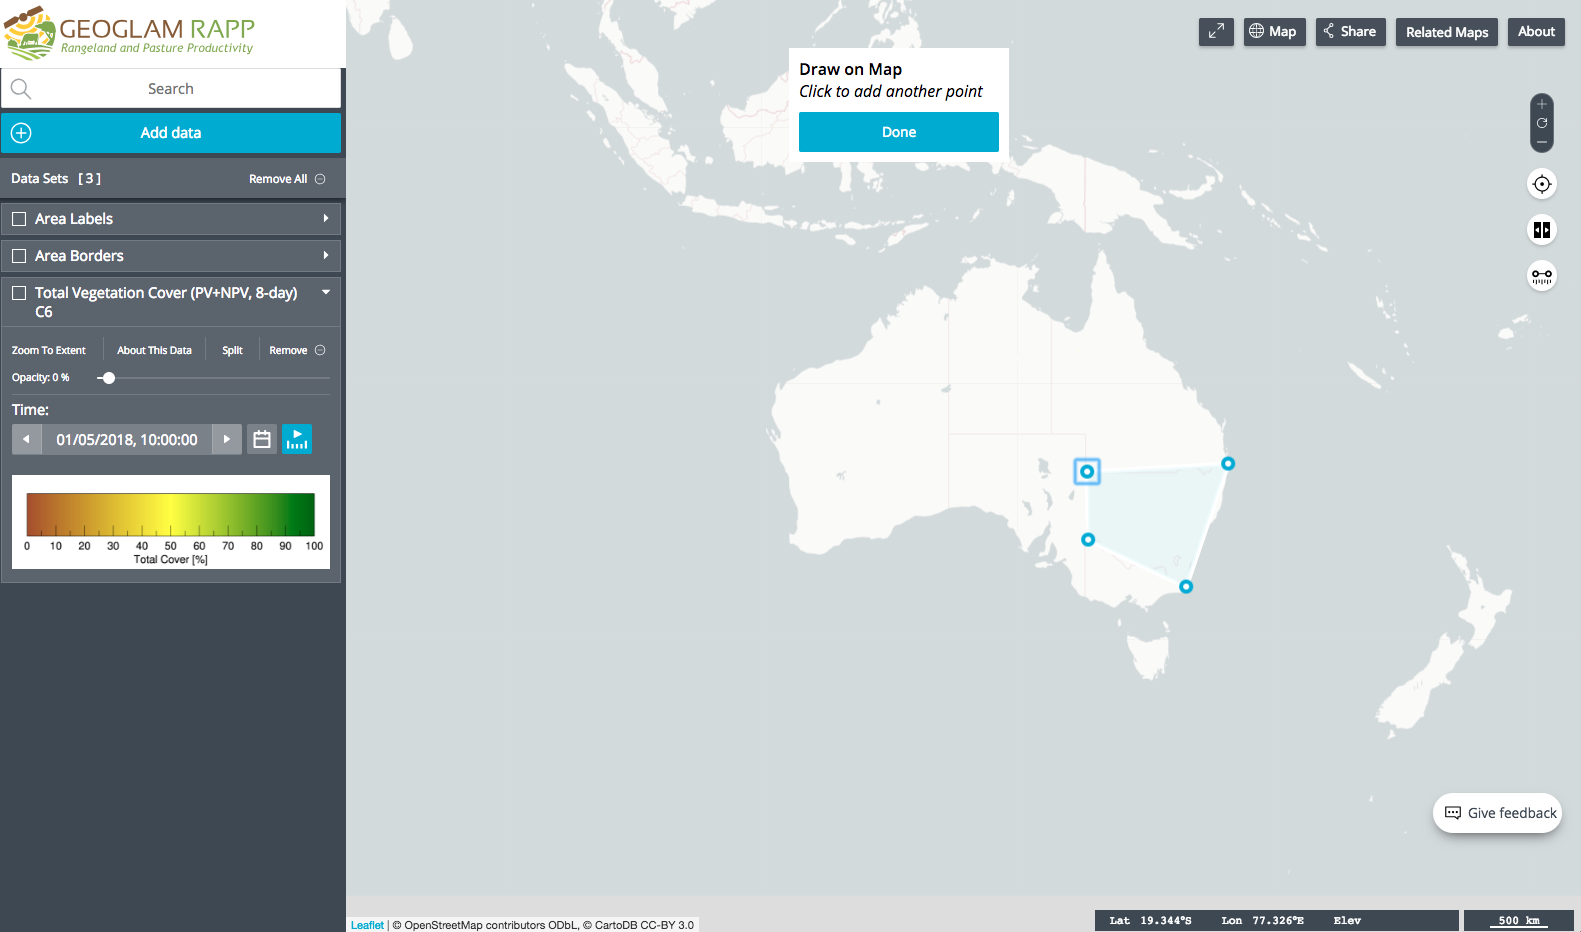 GEOGLAM RAPP
Rangeland and Pasture Productivity
Search
Add data
Data Sets [ 3 ]
Remove All
Area Labels
Area Borders
Total Vegetation Cover (PV+NPV, 8-day)
C6
Zoom To Extent
About This Data
Split
Remove
Opacity: 0 %
Time:
01/05/2018, 10:00:00
0 10 20 30 40 50 60 70 80 90 100
Total Cover [%]
Draw on Map
Click to add another point
Done
Map
Share
Related Maps
About
Give feedback
Leaflet | © OpenStreetMap contributors ODbL, © CartoDB CC-BY 3.0
Lat 19.344°S Lon 77.326°E Elev
500 km